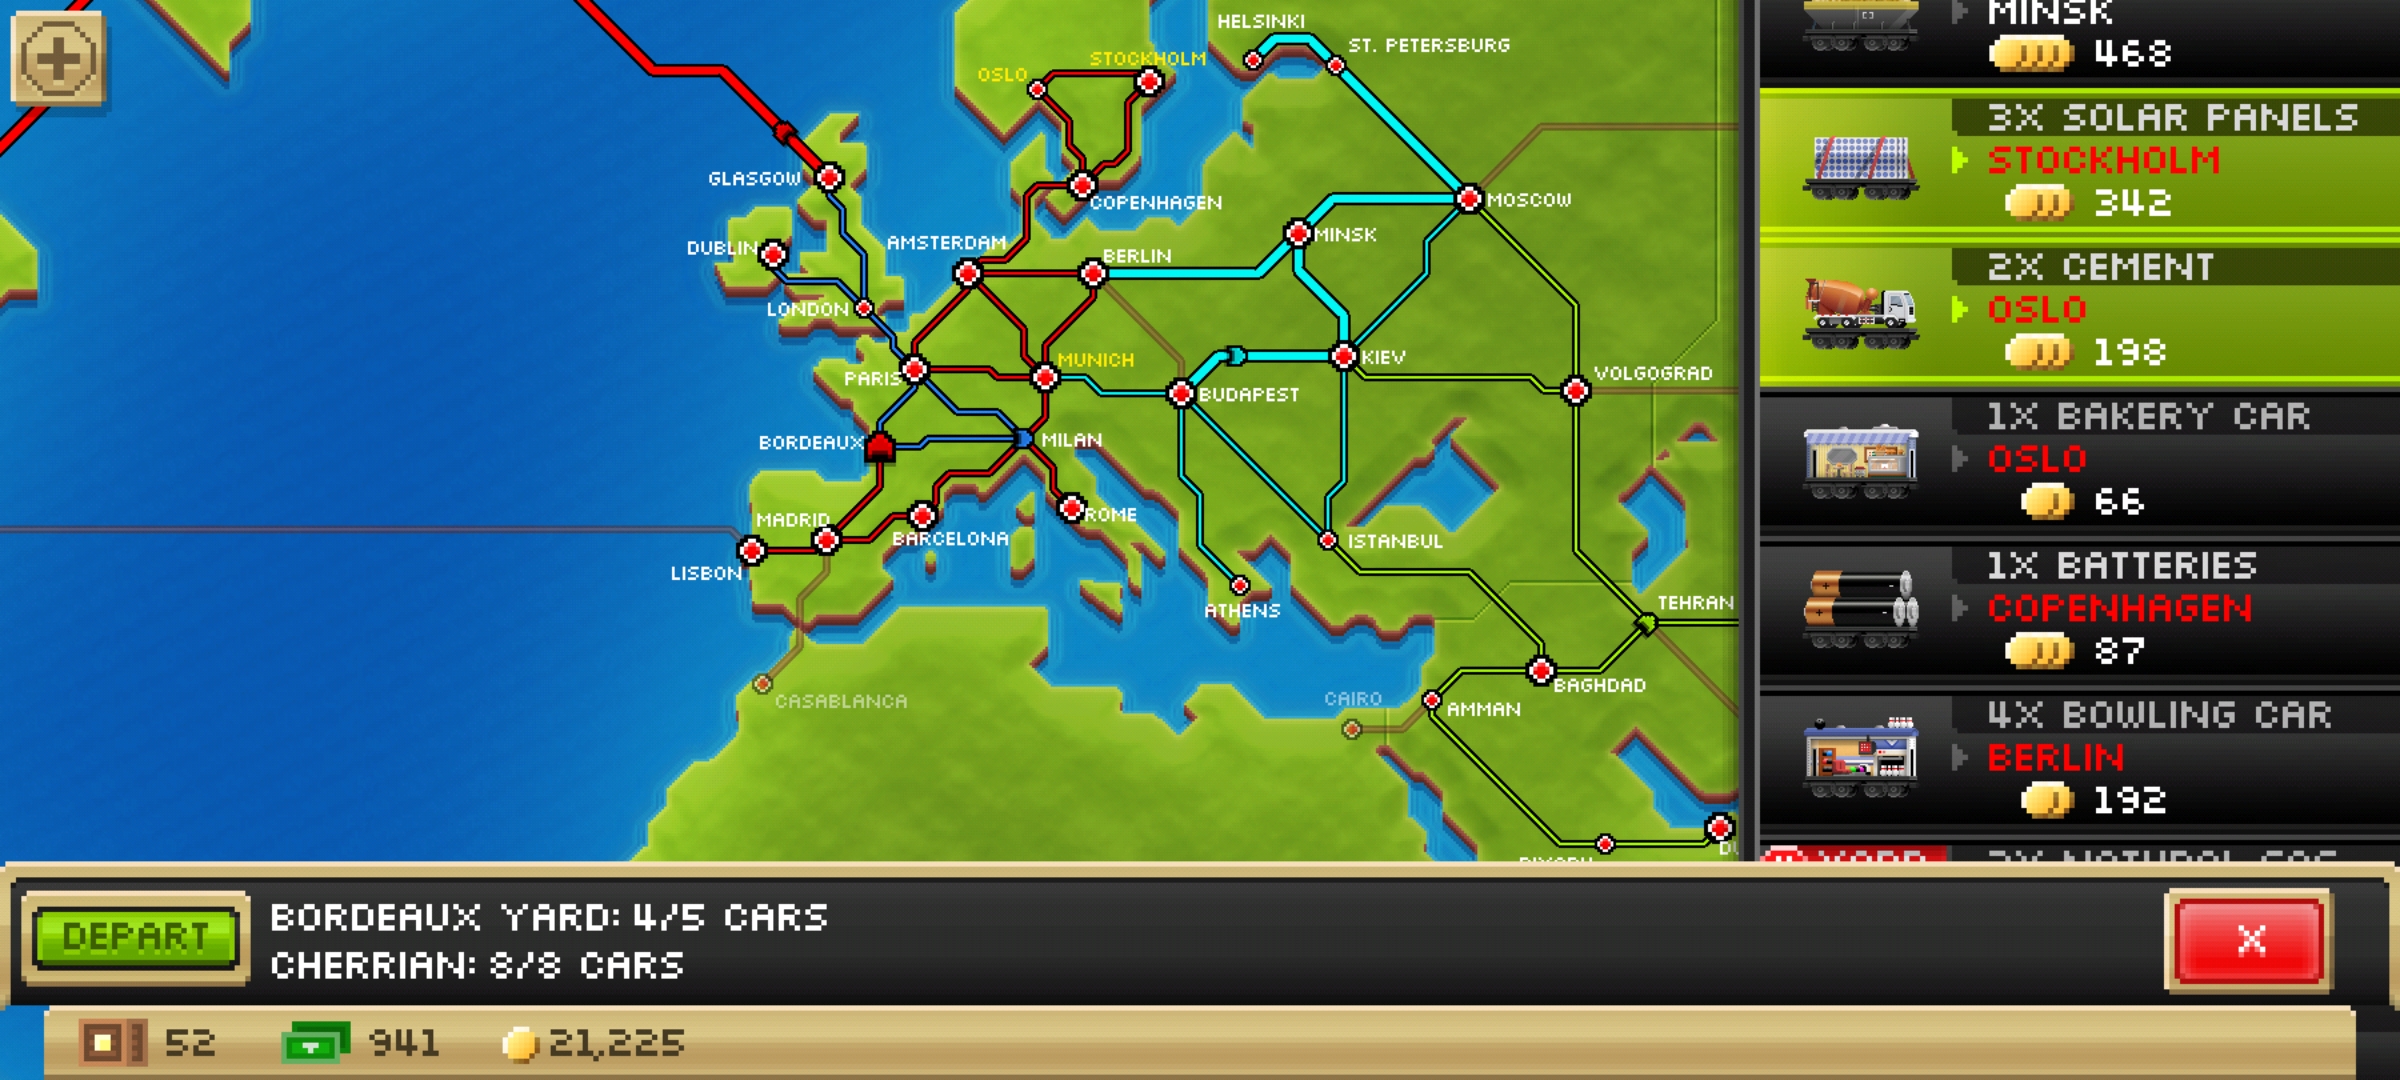 HELSINKI
ST. PETERSBURG
OSLO
STOCKHOLM
GLASGOW
COPENHAGEN
MOSCOW
DUBLIN
AMSTERDAM
BERLIN
MINSK
LONDON
PARIS
MUNICH
KIEV
BUDAPEST
VOLGOGRAD
BORDEAUX
MILAN
MADRID
BARCELONA
ROME
ISTANBUL
LISBON
ATHENS
TEHRAN
CASABLANCA
CAIRO
AMMAN
BAGHDAD
MINSK
468
3X SOLAR PANELS
STOCKHOLM
342
2X CEMENT
OSLO
198
1X BAKERY CAR
OSLO
66
1X BATTERIES
COPENHAGEN
87
4X BOWLING CAR
BERLIN
192
DEPART
BORDEAUX YARD: 4/5 CARS
CHERRIAN: 8/8 CARS
X
52
941
21,225